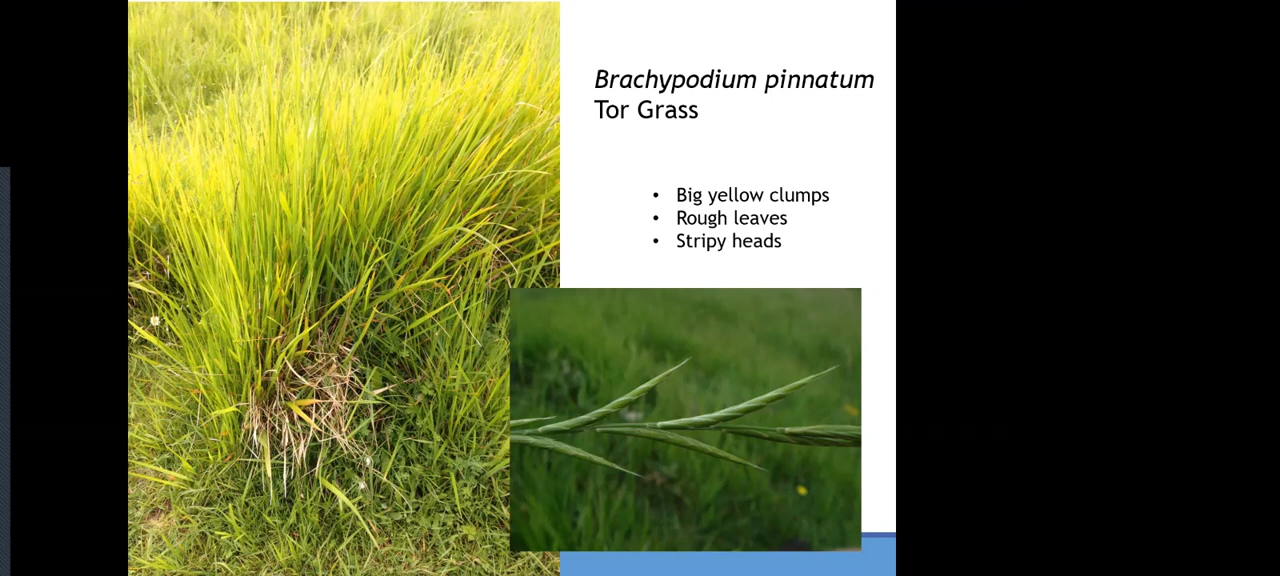 Brachypodium pinnatum
Tor Grass
• Big yellow clumps
• Rough leaves
• Stripy heads